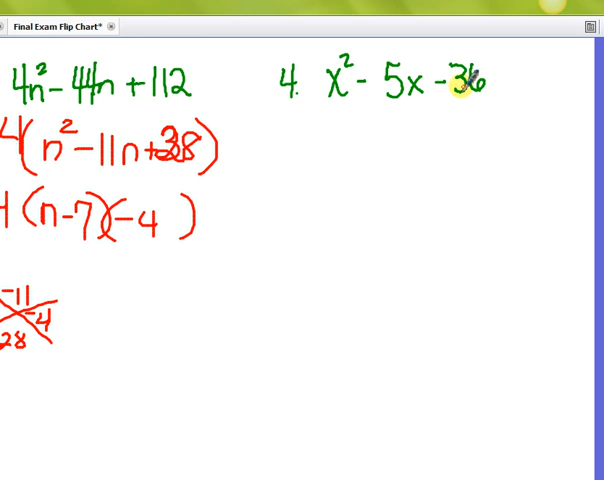 Final Exam Flip Chart*
4n² - 44n + 112
4. x² - 5x - 36
4(n² - 11n + 28)
4(n - 7)(- 4 )
-11
-4
28